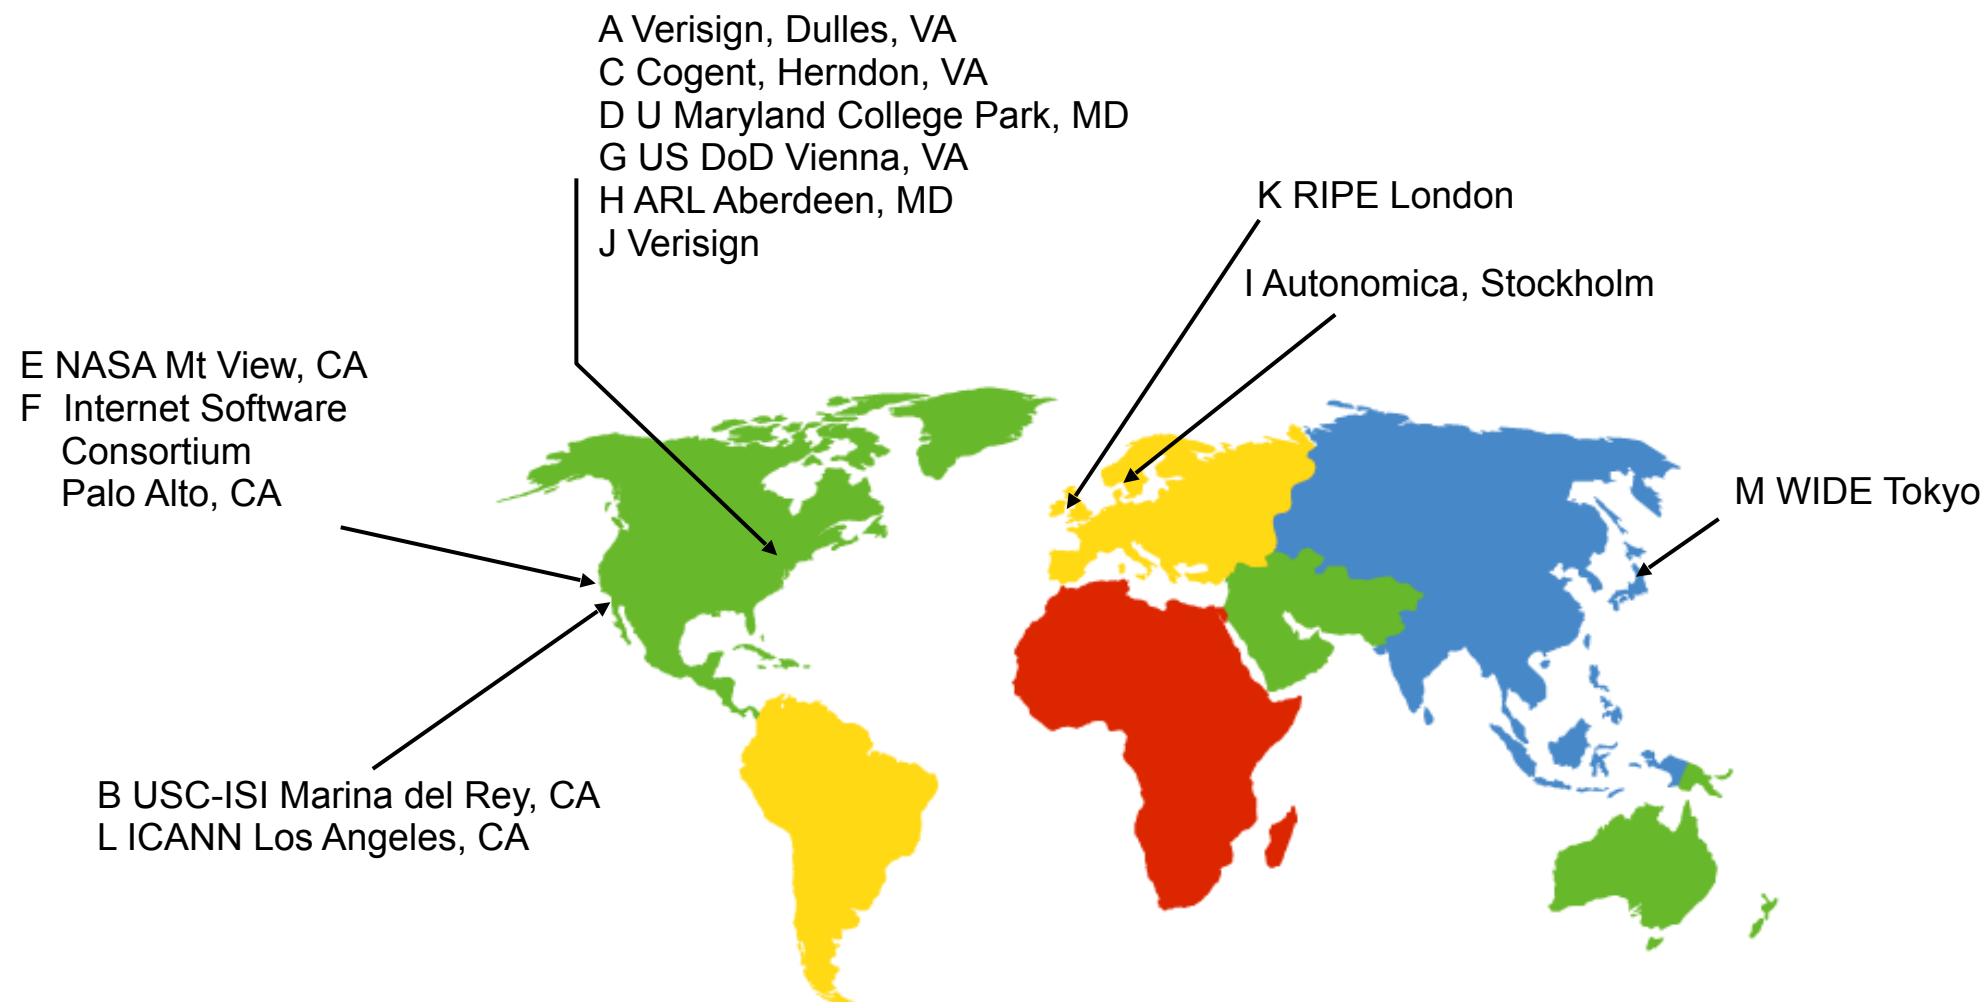 A Verisign, Dulles, VA
C Cogent, Herndon, VA
D U Maryland College Park, MD
G US DoD Vienna, VA
H ARL Aberdeen, MD
J Verisign
K RIPE London
I Autonomica, Stockholm
E NASA Mt View, CA
F Internet Software
Consortium
Palo Alto, CA
M WIDE Tokyo
B USC-ISI Marina del Rey, CA
L ICANN Los Angeles, CA